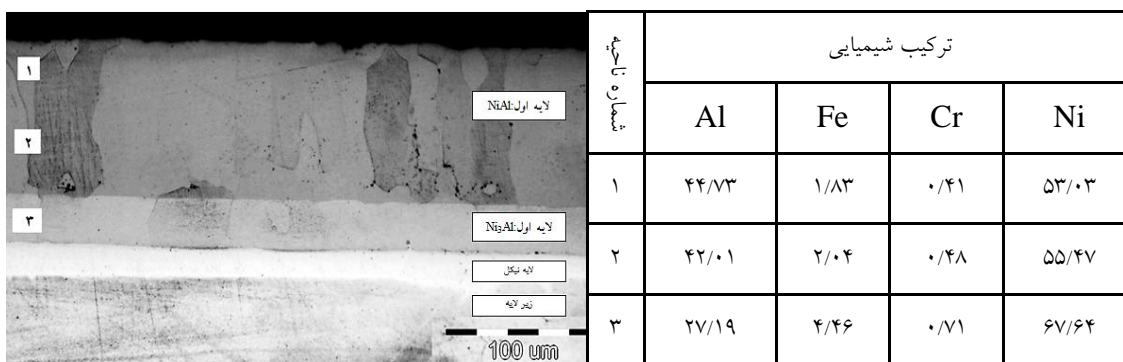 ۱
لایه اول:NiAl
۲
۳
لایه اول:Ni₃Al
لایه نیکل
زیر لایه
100 um
شماره ناحیه
ترکیب شیمیایی
Al Fe Cr Ni
۱ ۴۴/۷۳ ۱/۸۳ ۰/۴۱ ۵۳/۰۳
۲ ۴۲/۰۱ ۲/۰۴ ۰/۴۸ ۵۵/۴۷
۳ ۲۷/۱۹ ۴/۴۶ ۰/۷۱ ۶۷/۶۴